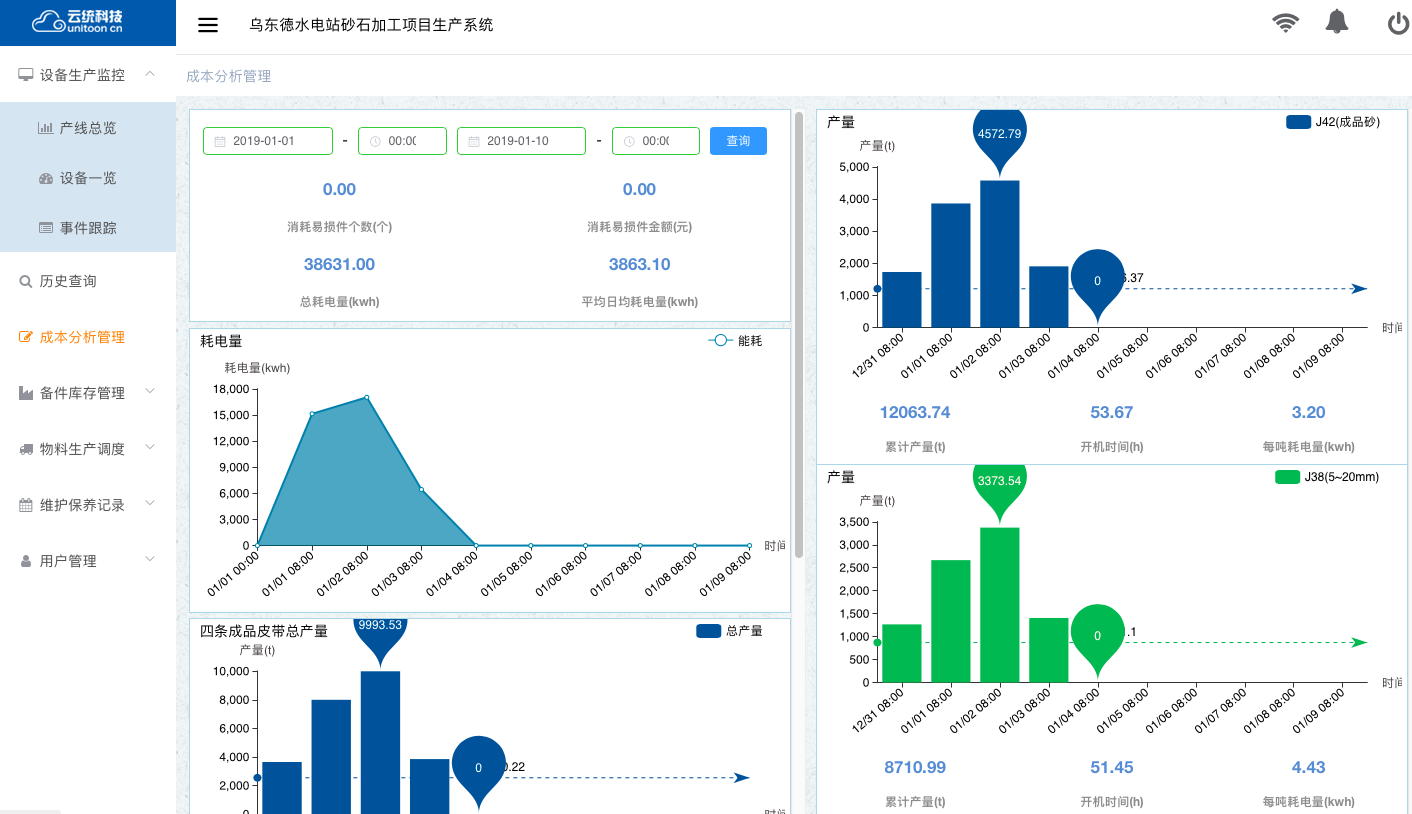 云统科技
unitoon cn
乌东德水电站砂石加工项目生产系统
设备生产监控
产线总览
设备一览
事件跟踪
历史查询
成本分析管理
备件库存管理
物料生产调度
维护保养记录
用户管理
成本分析管理
2019-01-01 - 00:00 2019-01-10 - 00:00 查询
0.00 0.00
消耗易损件个数(个) 消耗易损件金额(元)
38631.00 3863.10
总耗电量(kwh) 平均日均耗电量(kwh)
耗电量 能耗
耗电量(kwh)
18,000
15,000
12,000
9,000
6,000
3,000
0
时间
01/01 00:00 01/01 08:00 01/02 08:00 01/03 08:00 01/04 08:00 01/05 08:00 01/06 08:00 01/07 08:00 01/08 08:00 01/09 08:00
四条成品皮带总产量 9993.53 总产量
产量(t)
10,000
8,000
6,000
4,000
0 0.22
2,000
0
时间
产量 4572.79 J42(成品砂)
产量(t)
5,000
4,000
3,000
2,000
0 6.37
1,000
0
时间
12/31 08:00 01/01 08:00 01/02 08:00 01/03 08:00 01/04 08:00 01/05 08:00 01/06 08:00 01/07 08:00 01/08 08:00 01/09 08:00
12063.74 53.67 3.20
累计产量(t) 开机时间(h) 每吨耗电量(kwh)
产量 3373.54 J38(5~20mm)
产量(t)
3,500
3,000
2,500
2,000
1,500
1,000
0 .1
500
0
时间
12/31 08:00 01/01 08:00 01/02 08:00 01/03 08:00 01/04 08:00 01/05 08:00 01/06 08:00 01/07 08:00 01/08 08:00 01/09 08:00
8710.99 51.45 4.43
累计产量(t) 开机时间(h) 每吨耗电量(kwh)